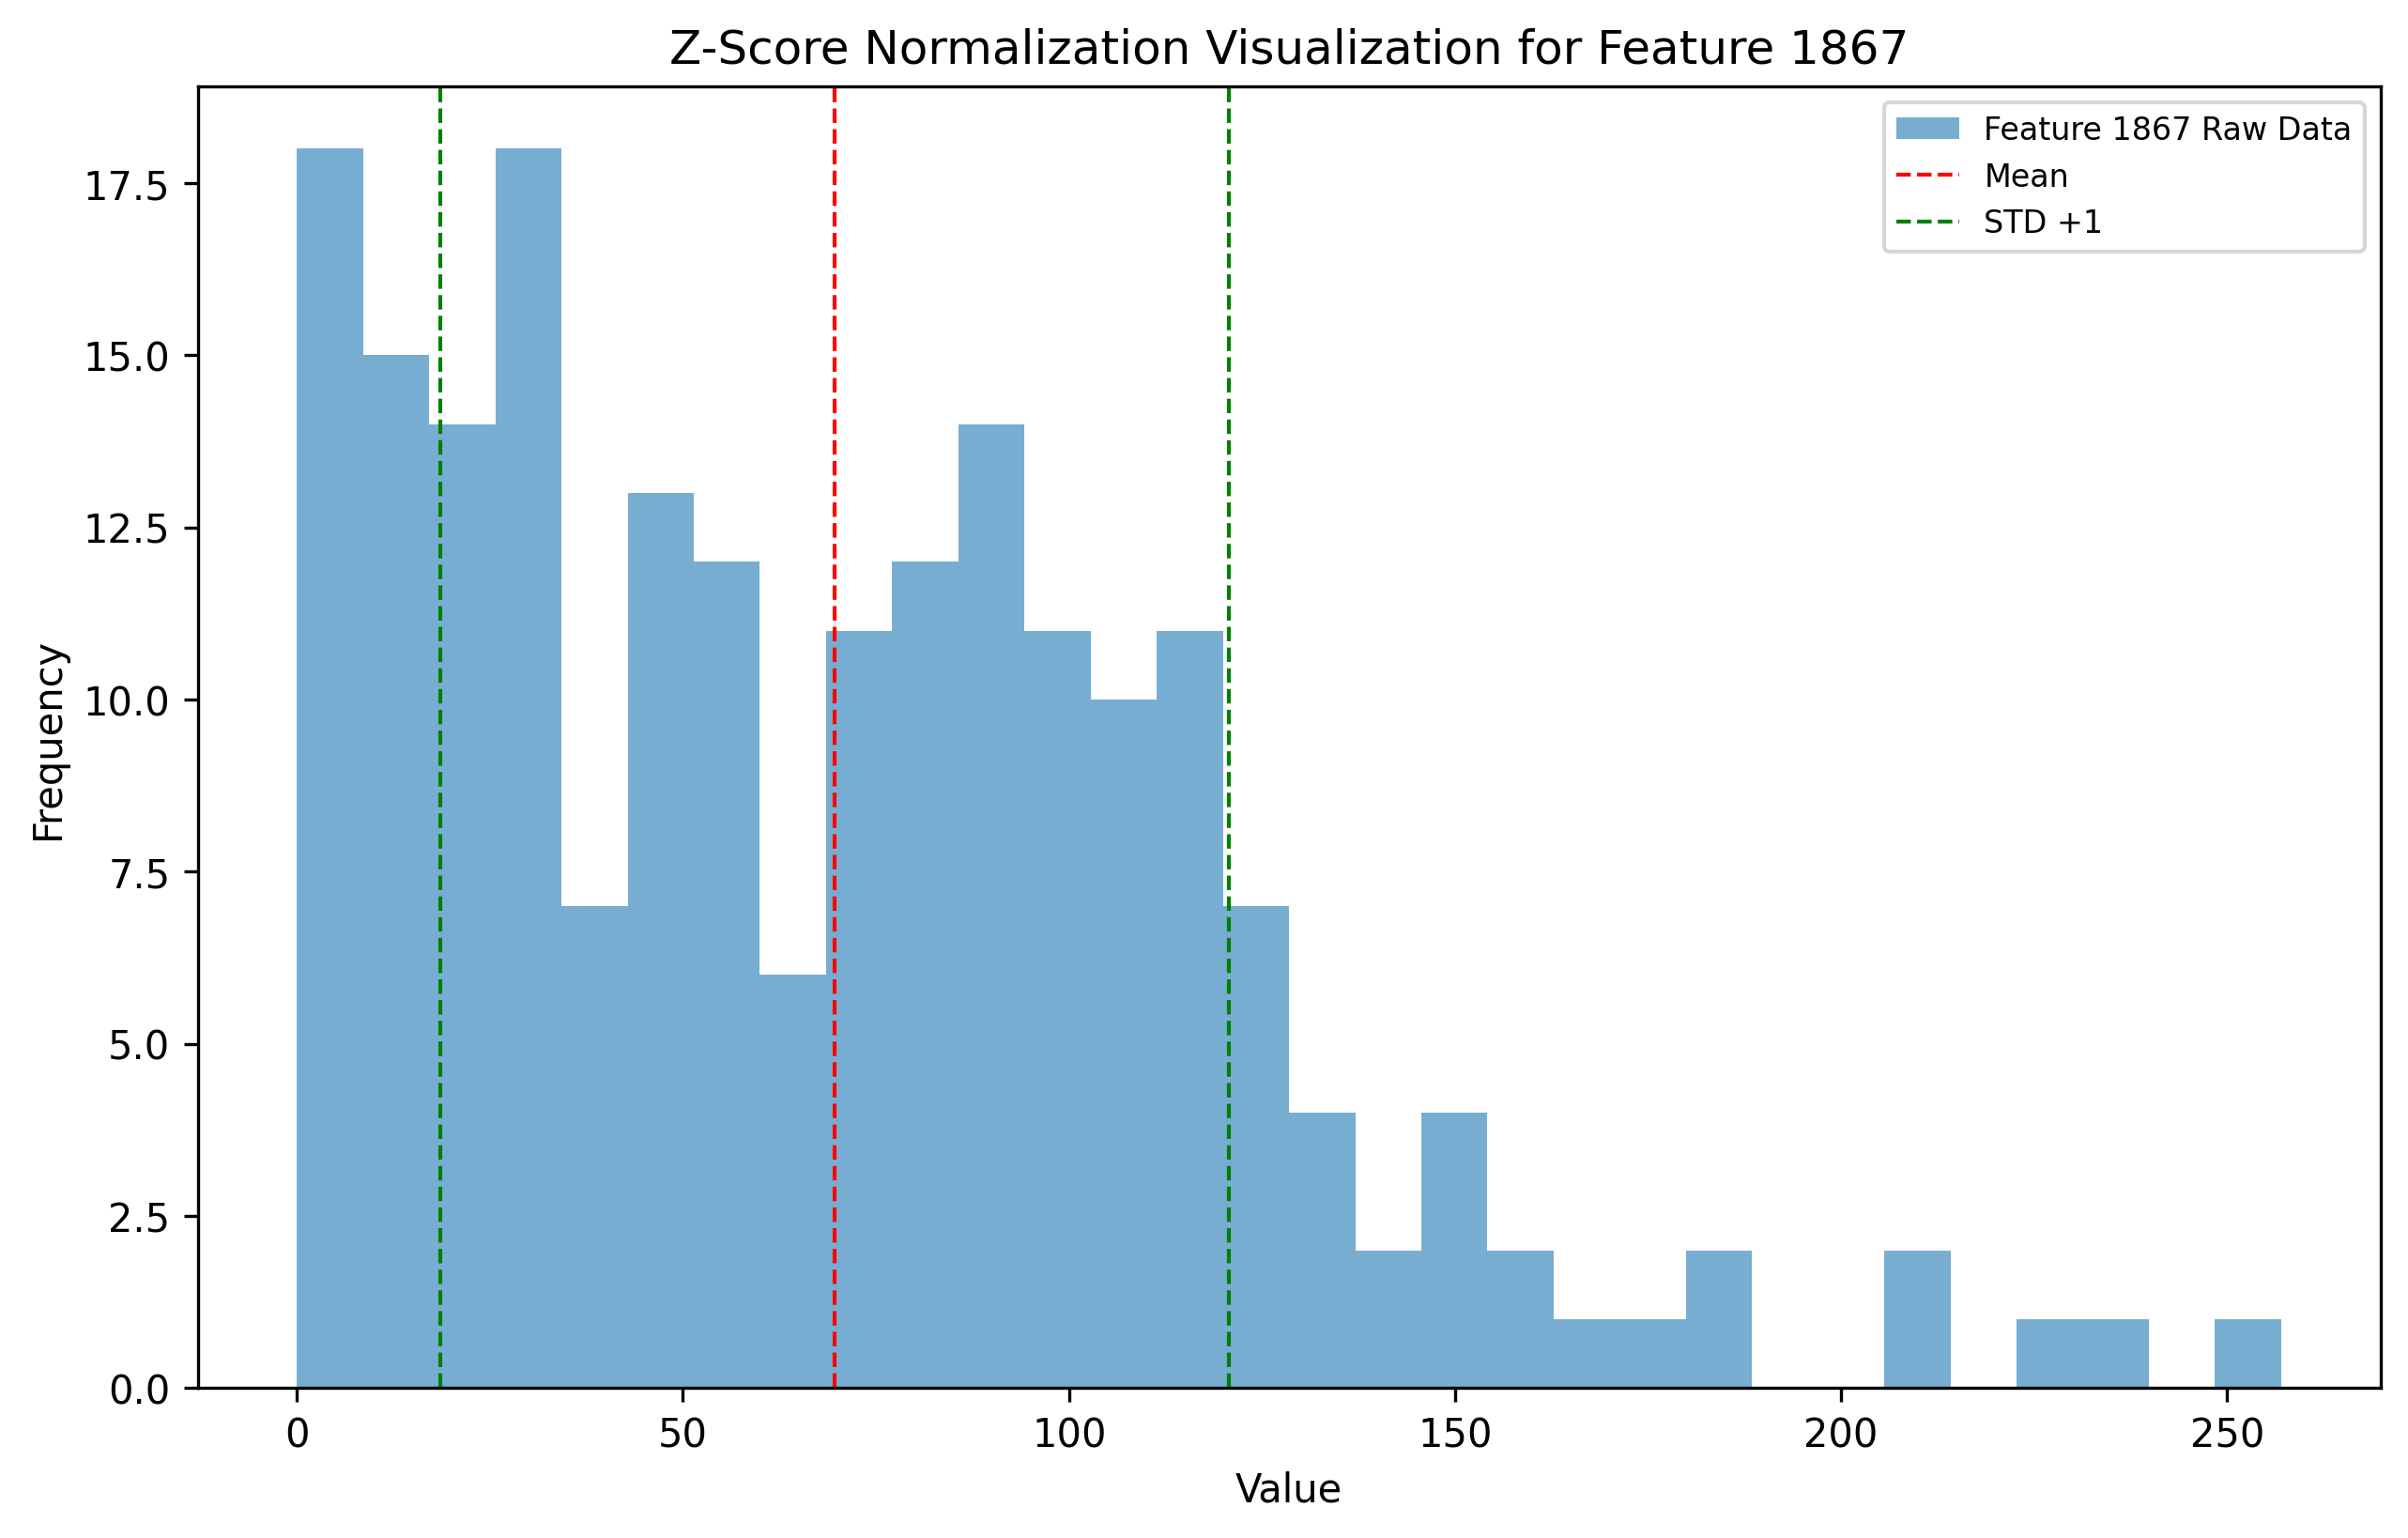 Z-Score Normalization Visualization for Feature 1867
Feature 1867 Raw Data
Mean
STD +1
Frequency
17.5
15.0
12.5
10.0
7.5
5.0
2.5
0.0
0 50 100 150 200 250
Value